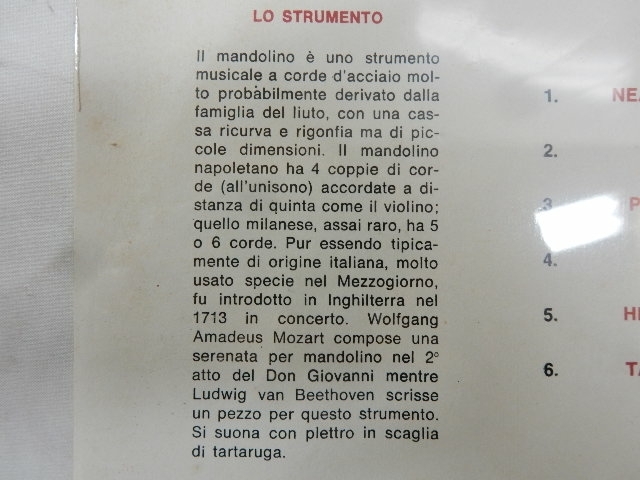 LO STRUMENTO
Il mandolino è uno strumento
musicale a corde d'acciaio mol-
to probàbilmente derivato dalla
famiglia del liuto, con una cas-
sa ricurva e rigonfia ma di pic-
cole dimensioni. Il mandolino
napoletano ha 4 coppie di cor-
de (all'unisono) accordate a di-
stanza di quinta come il violino;
quello milanese, assai raro, ha 5
o 6 corde. Pur essendo tipica-
mente di origine italiana, molto
usato specie nel Mezzogiorno,
fu introdotto in Inghilterra nel
1713 in concerto. Wolfgang
Amadeus Mozart compose una
serenata per mandolino nel 2°
atto del Don Giovanni mentre
Ludwig van Beethoven scrisse
un pezzo per questo strumento.
Si suona con plettro in scaglia
di tartaruga.
1.
2.
3.
4.
5.
6.